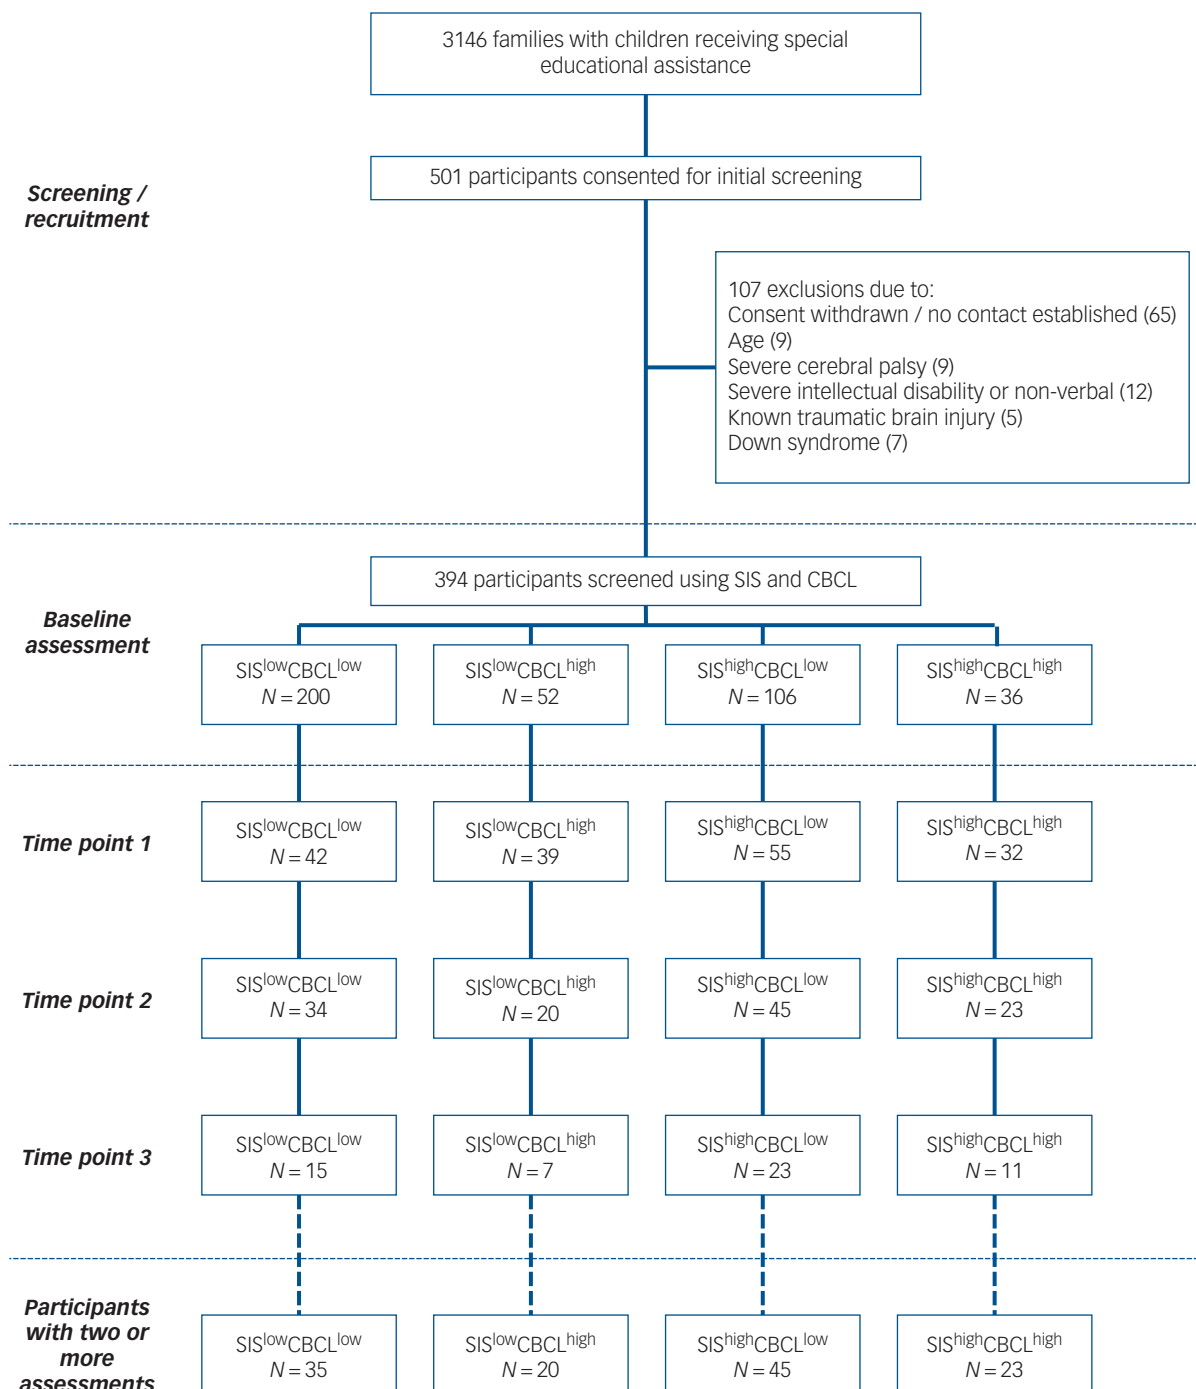 3146 families with children receiving special
educational assistance
501 participants consented for initial screening
Screening /
recruitment
107 exclusions due to:
Consent withdrawn / no contact established (65)
Age (9)
Severe cerebral palsy (9)
Severe intellectual disability or non-verbal (12)
Known traumatic brain injury (5)
Down syndrome (7)
394 participants screened using SIS and CBCL
Baseline
assessment
SISlowCBCLlow
N = 200
SISlowCBCLhigh
N = 52
SIShighCBCLlow
N = 106
SIShighCBCLhigh
N = 36
Time point 1
SISlowCBCLlow
N = 42
SISlowCBCLhigh
N = 39
SIShighCBCLlow
N = 55
SIShighCBCLhigh
N = 32
Time point 2
SISlowCBCLlow
N = 34
SISlowCBCLhigh
N = 20
SIShighCBCLlow
N = 45
SIShighCBCLhigh
N = 23
Time point 3
SISlowCBCLlow
N = 15
SISlowCBCLhigh
N = 7
SIShighCBCLlow
N = 23
SIShighCBCLhigh
N = 11
Participants
with two or
more
assessments
SISlowCBCLlow
N = 35
SISlowCBCLhigh
N = 20
SIShighCBCLlow
N = 45
SIShighCBCLhigh
N = 23